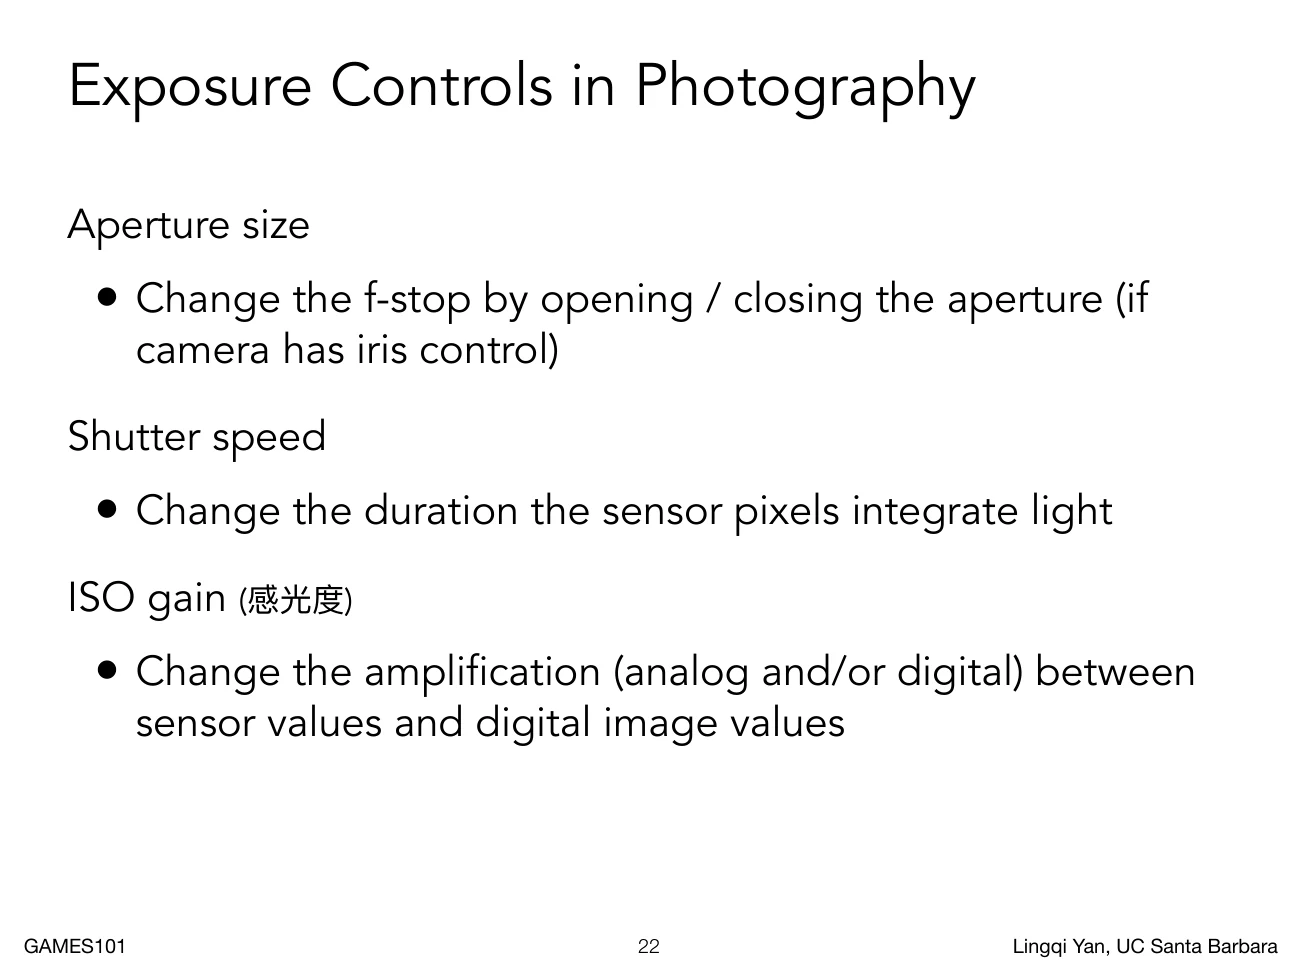 Exposure Controls in Photography
Aperture size
• Change the f-stop by opening / closing the aperture (if
camera has iris control)
Shutter speed
• Change the duration the sensor pixels integrate light
ISO gain (感光度)
• Change the amplification (analog and/or digital) between
sensor values and digital image values
GAMES101
22
Lingqi Yan, UC Santa Barbara